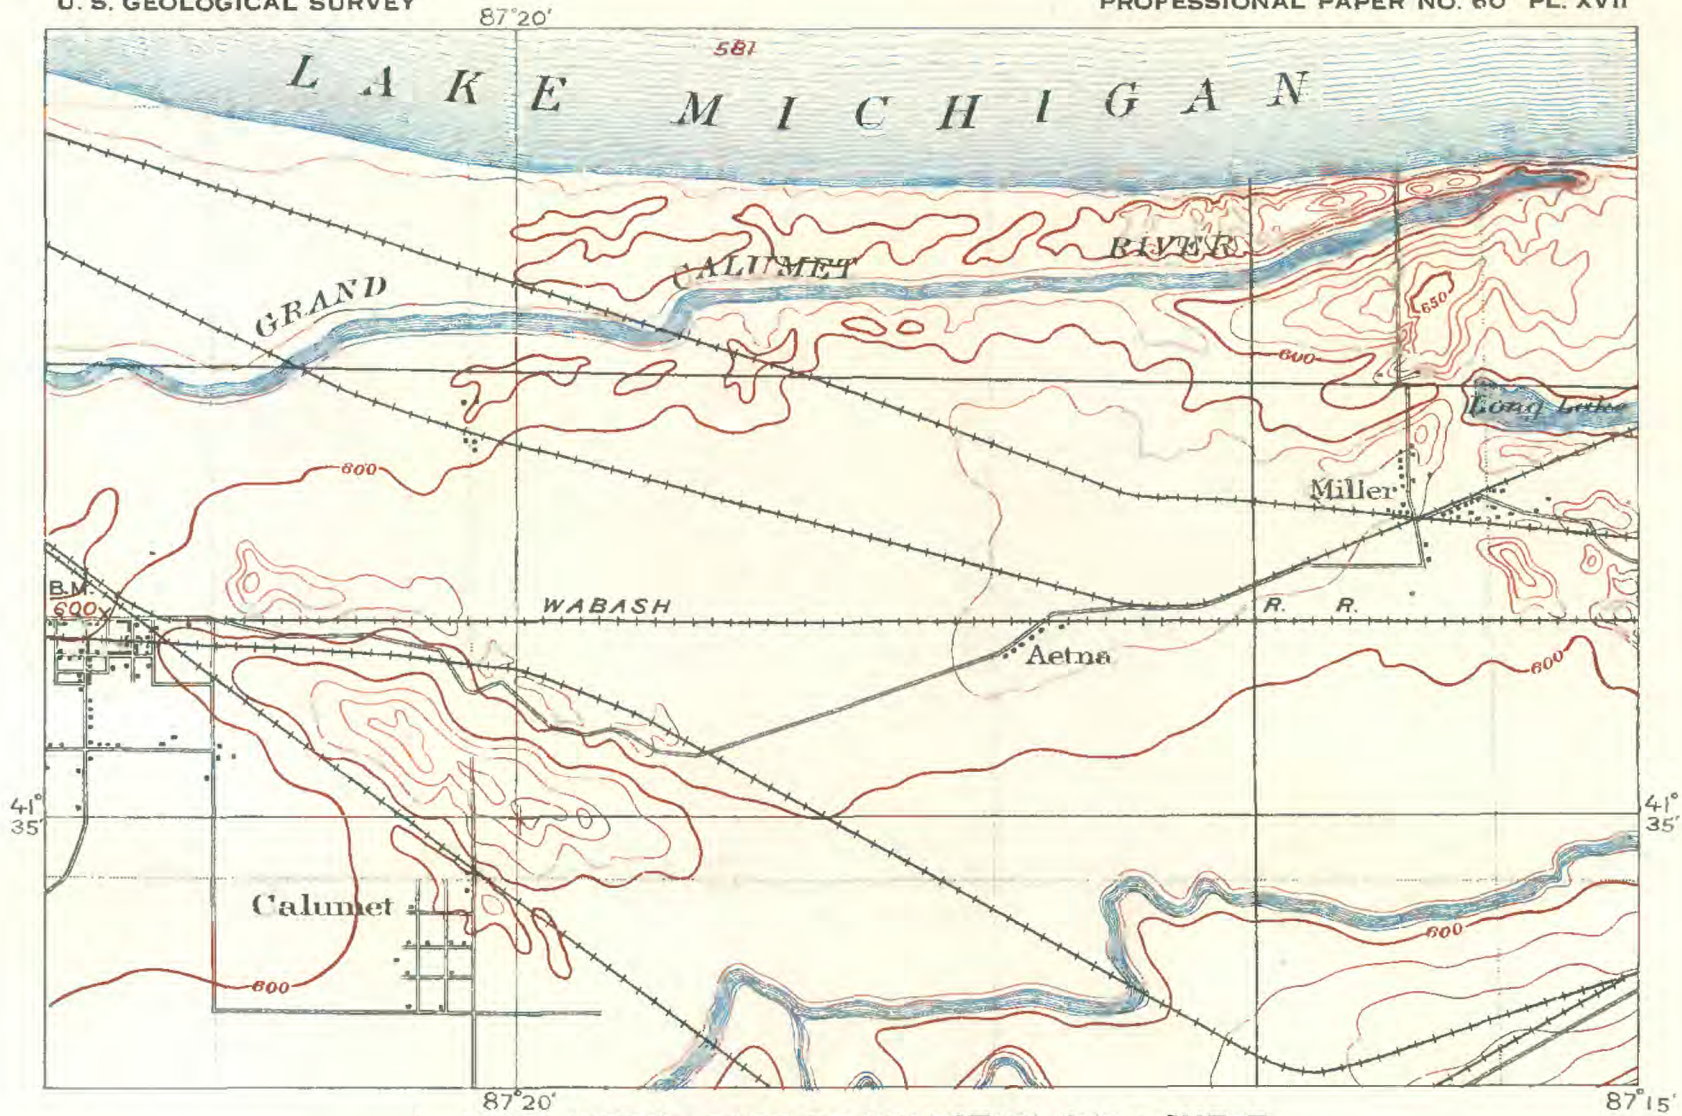 U. S. GEOLOGICAL SURVEY
PROFESSIONAL PAPER NO. 60 PL. XVII
87°20'
581
LAKE MICHIGAN
GRAND CALUMET RIVER
650
600
Long Lake
600
Miller
B.M.
600x
WABASH R. R.
Aetna
600
41°
35'
41°
35'
Calumet
600
600
87°20'
87°15'